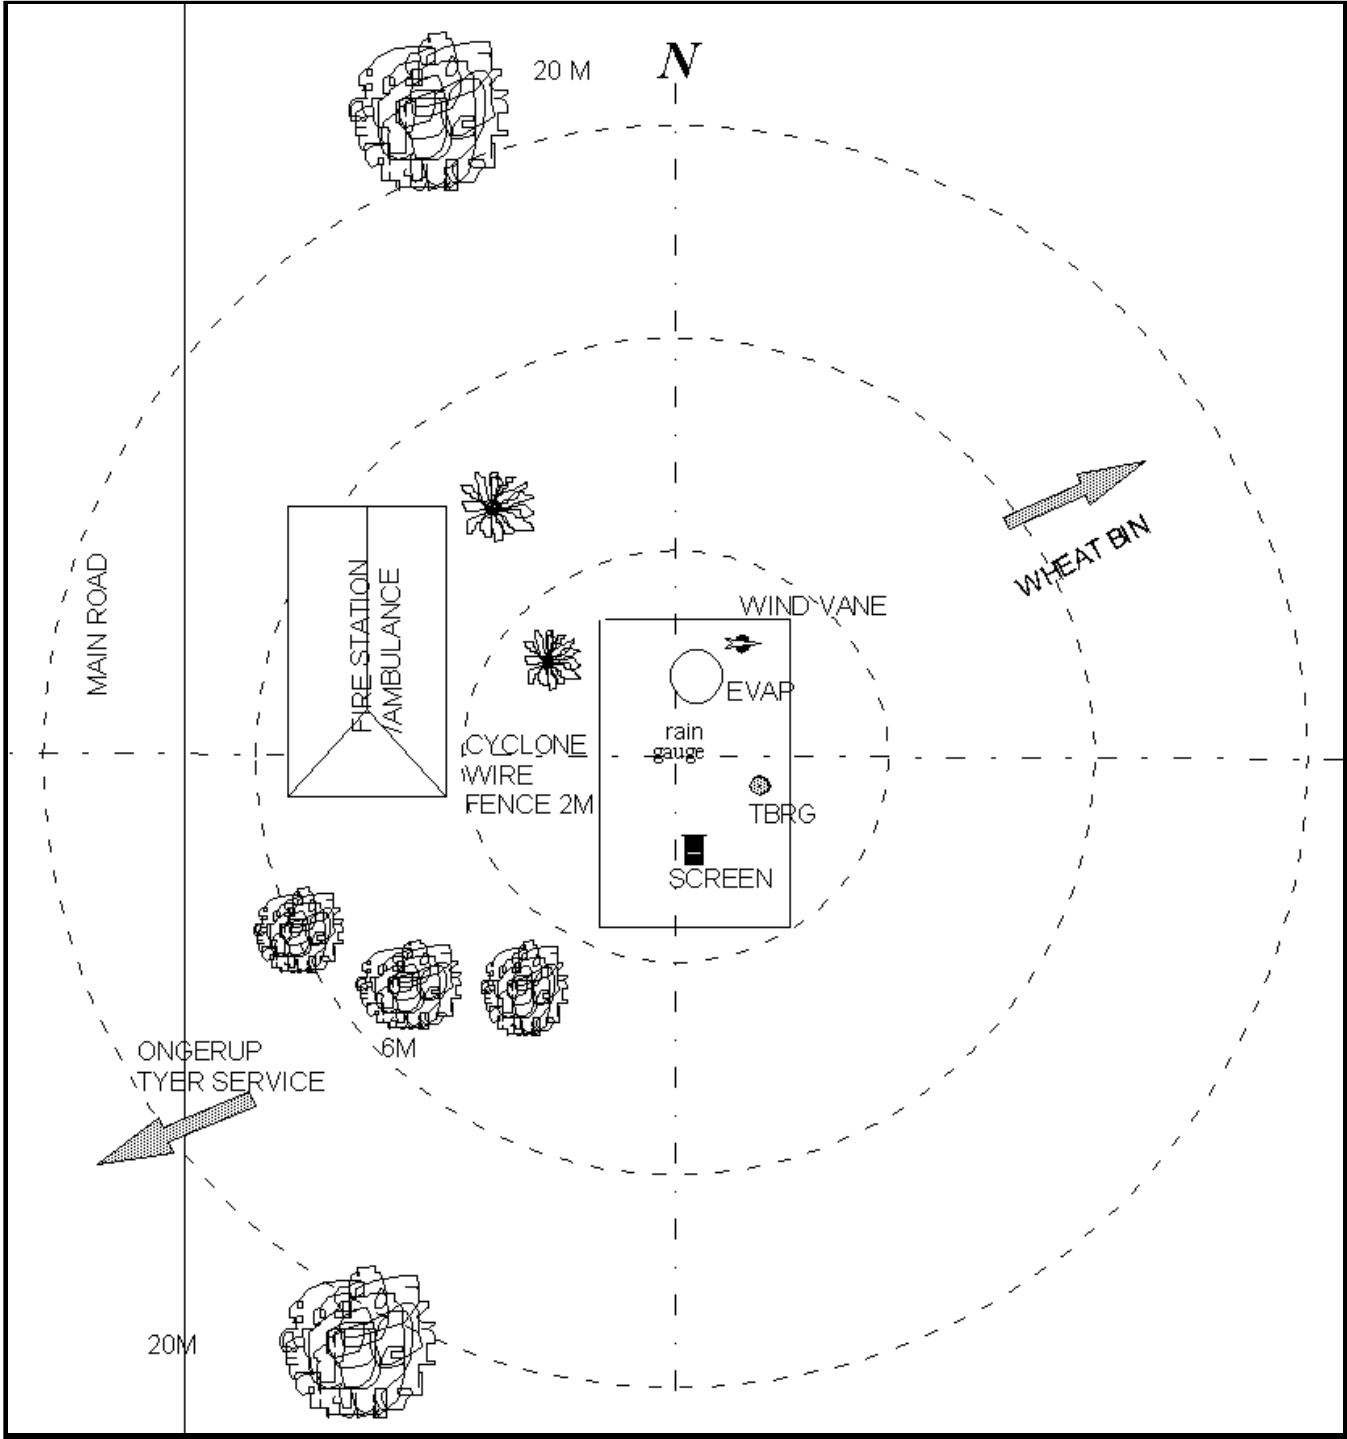 20 M
N
WHEAT BIN
MAIN ROAD
FIRE STATION
/AMBULANCE
WIND VANE
EVAP
rain
gauge
CYCLONE
WIRE
FENCE 2M
TBRG
SCREEN
6M
ONGERUP
TYER SERVICE
20M